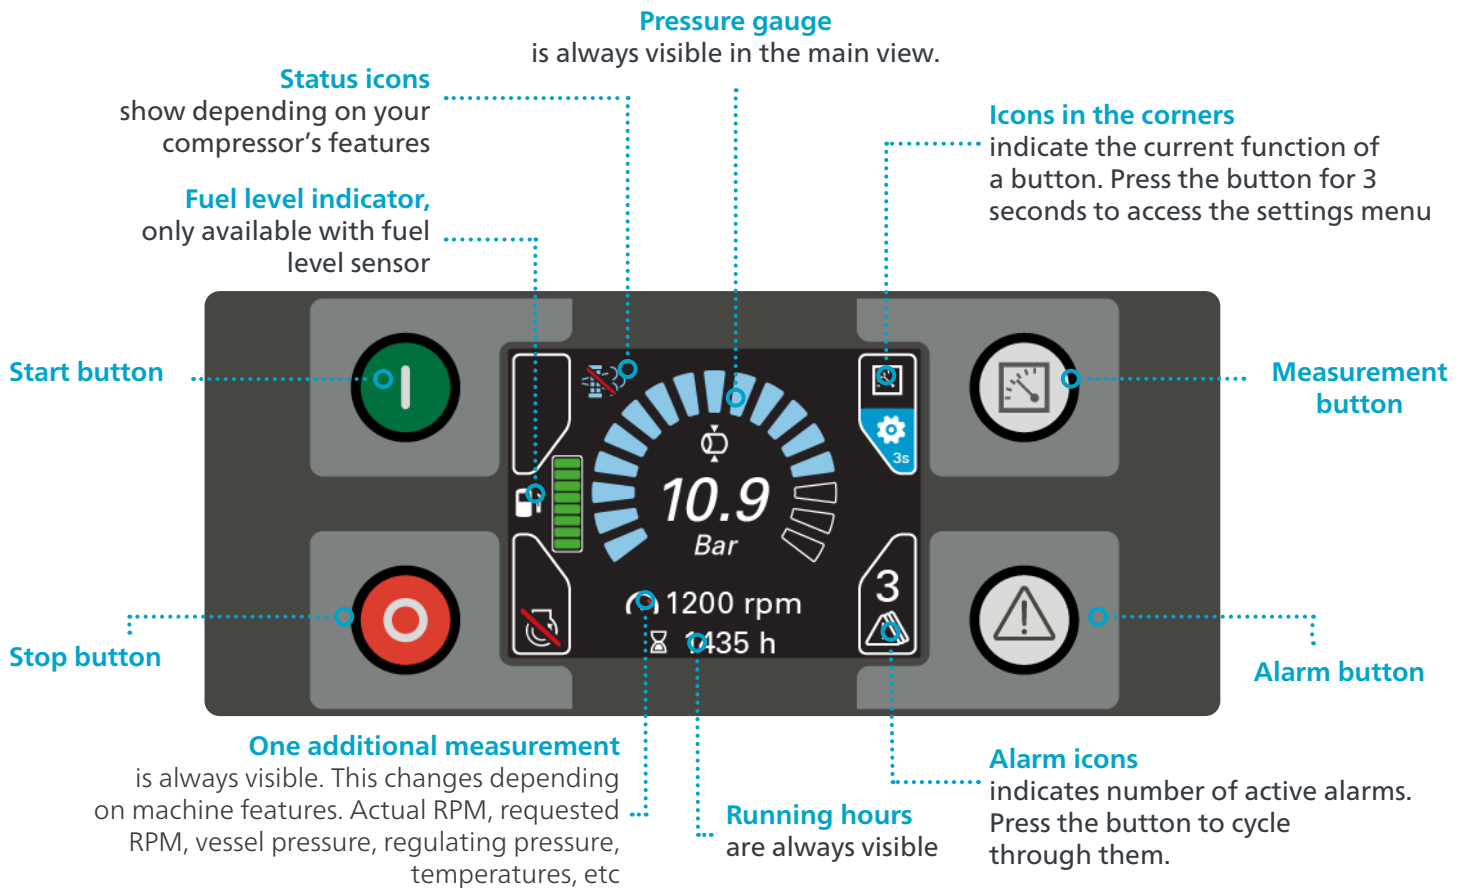 Pressure gauge
is always visible in the main view.
Status icons
show depending on your
compressor's features
Icons in the corners
indicate the current function of
a button. Press the button for 3
seconds to access the settings menu
Fuel level indicator,
only available with fuel
level sensor
Start button
Measurement
button
3s
10.9
Bar
3
1200 rpm
1435 h
Stop button
Alarm button
One additional measurement
is always visible. This changes depending
on machine features. Actual RPM, requested
RPM, vessel pressure, regulating pressure,
temperatures, etc
Running hours
are always visible
Alarm icons
indicates number of active alarms.
Press the button to cycle
through them.